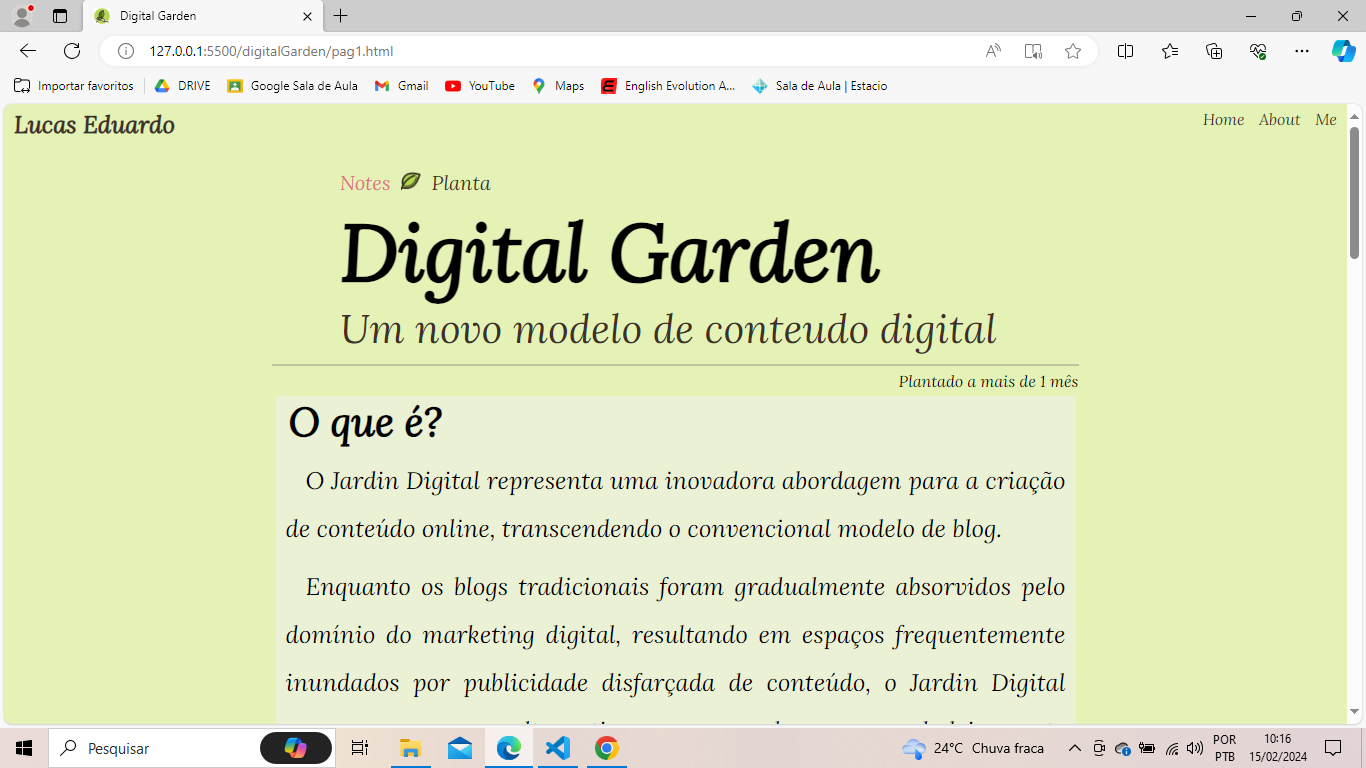 Digital Garden
127.0.0.1:5500/digitalGarden/pag1.html
Importar favoritos DRIVE Google Sala de Aula Gmail YouTube Maps English Evolution A... Sala de Aula | Estacio
Lucas Eduardo Home About Me
Notes Planta
Digital Garden
Um novo modelo de conteudo digital
Plantado a mais de 1 mês
O que é?
O Jardin Digital representa uma inovadora abordagem para a criação
de conteúdo online, transcendendo o convencional modelo de blog.
Enquanto os blogs tradicionais foram gradualmente absorvidos pelo
domínio do marketing digital, resultando em espaços frequentemente
inundados por publicidade disfarçada de conteúdo, o Jardin Digital
Pesquisar 24°C Chuva fraca POR 10:16
PTB 15/02/2024